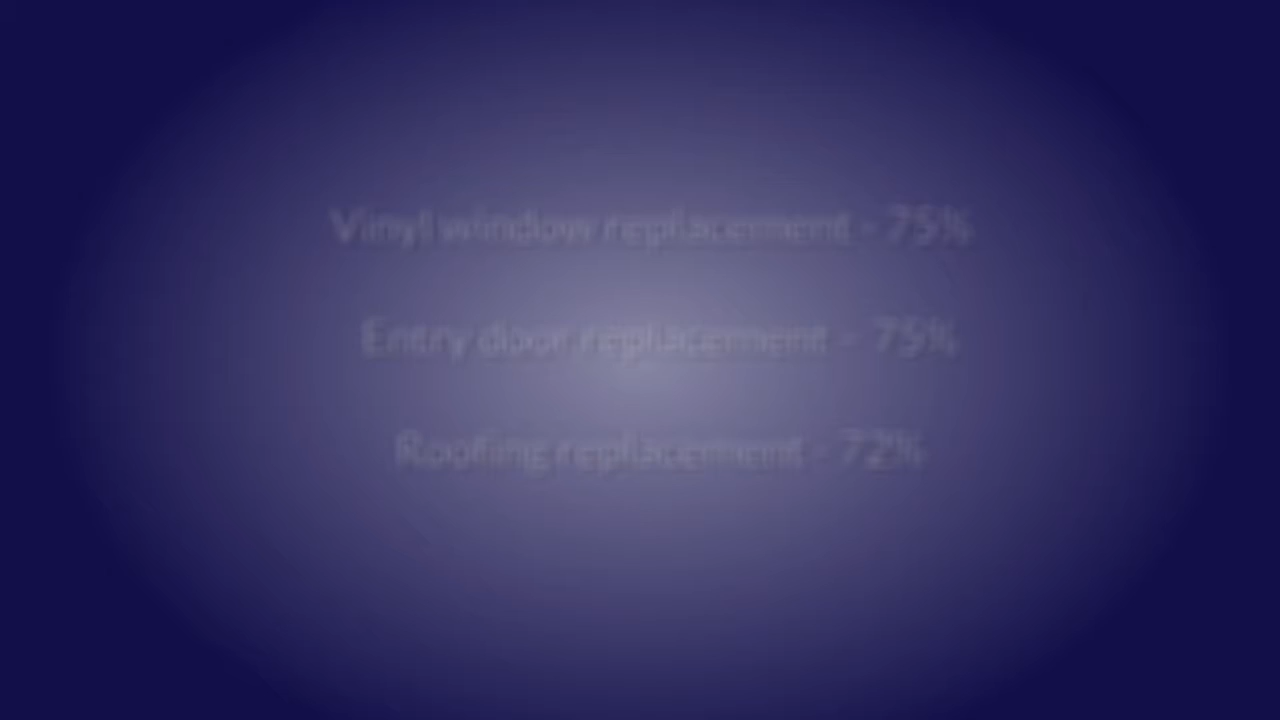 Vinyl window replacement - 75%
Entry door replacement - 75%
Roofing replacement - 72%